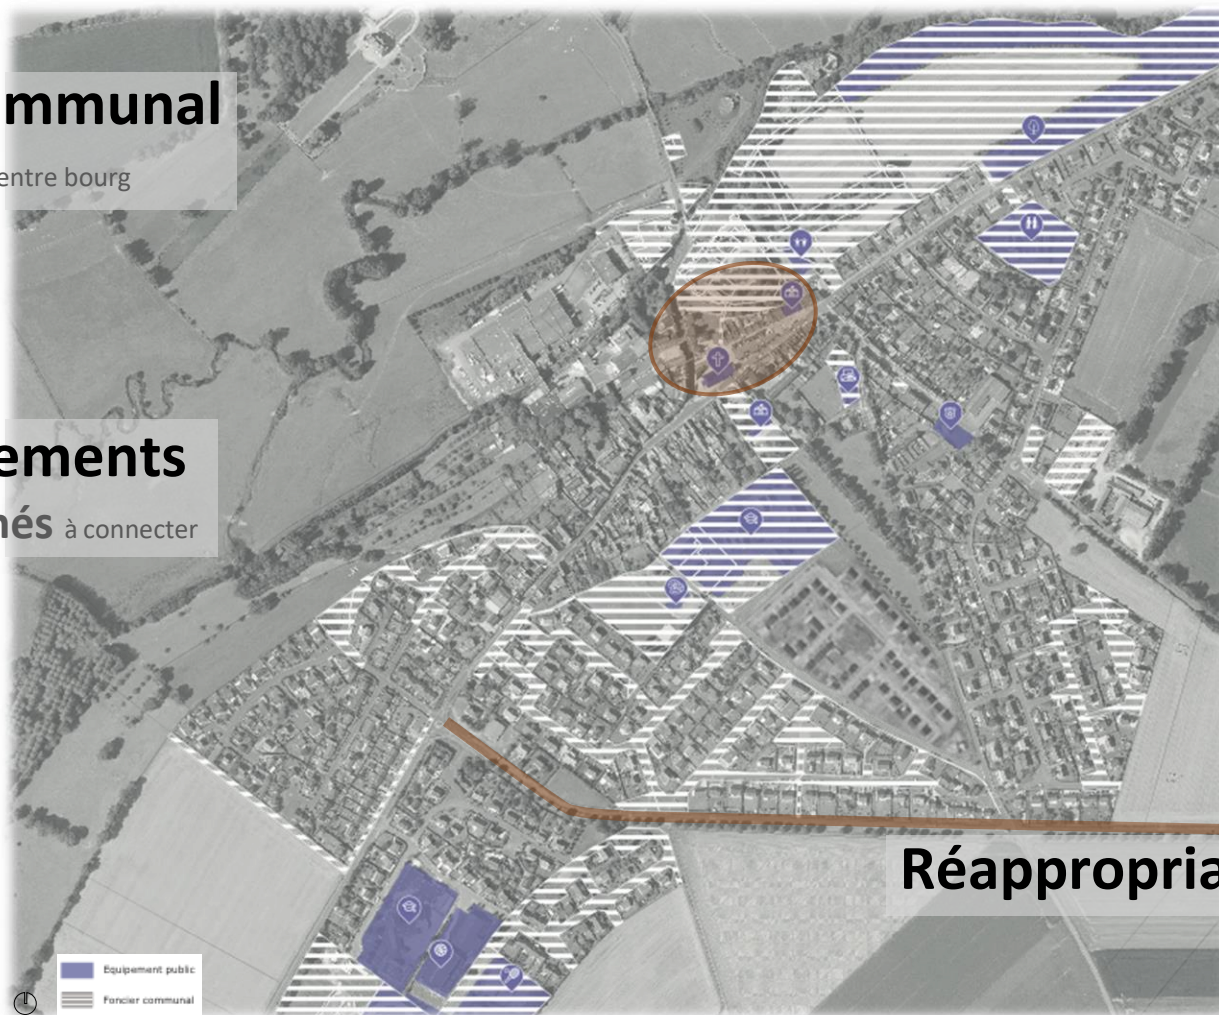 mmunal
entre bourg
ements
nés à connecter
Réappropria
Equipement public
Foncier communal